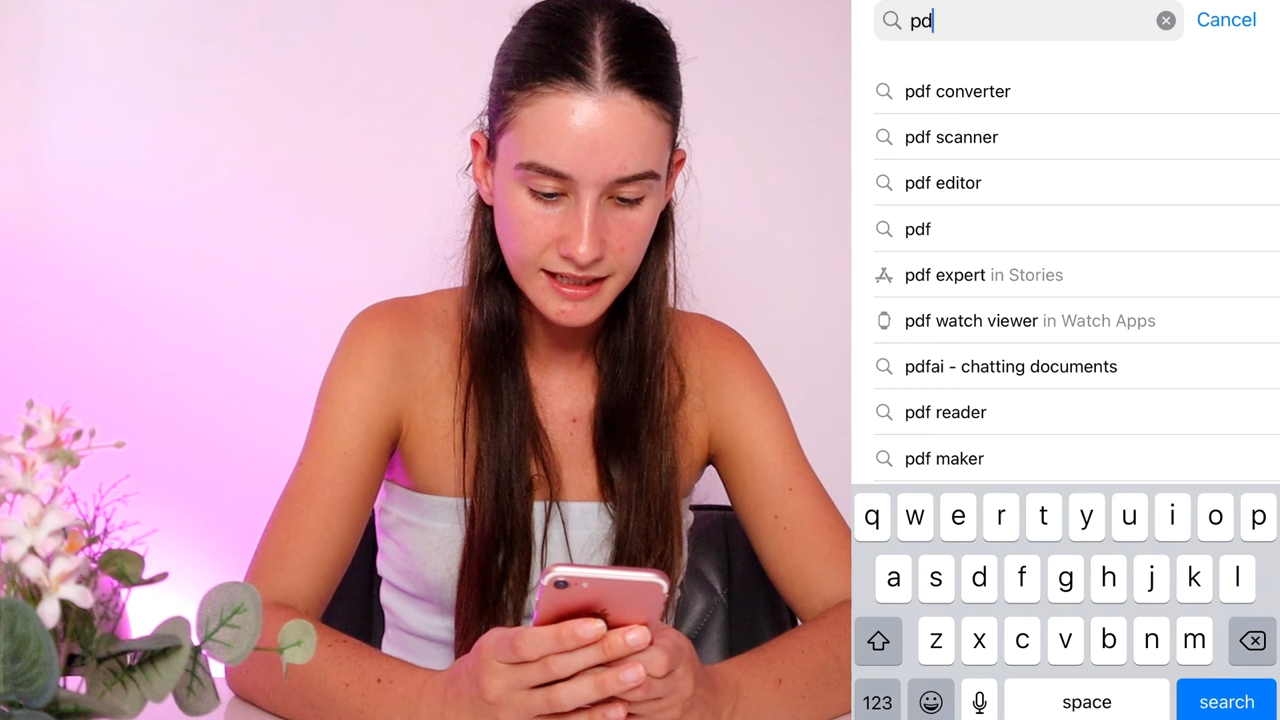 pd
Cancel
pdf converter
pdf scanner
pdf editor
pdf
pdf expert in Stories
pdf watch viewer in Watch Apps
pdfai - chatting documents
pdf reader
pdf maker
q w e r t y u i o p
a s d f g h j k l
z x c v b n m
123 space search